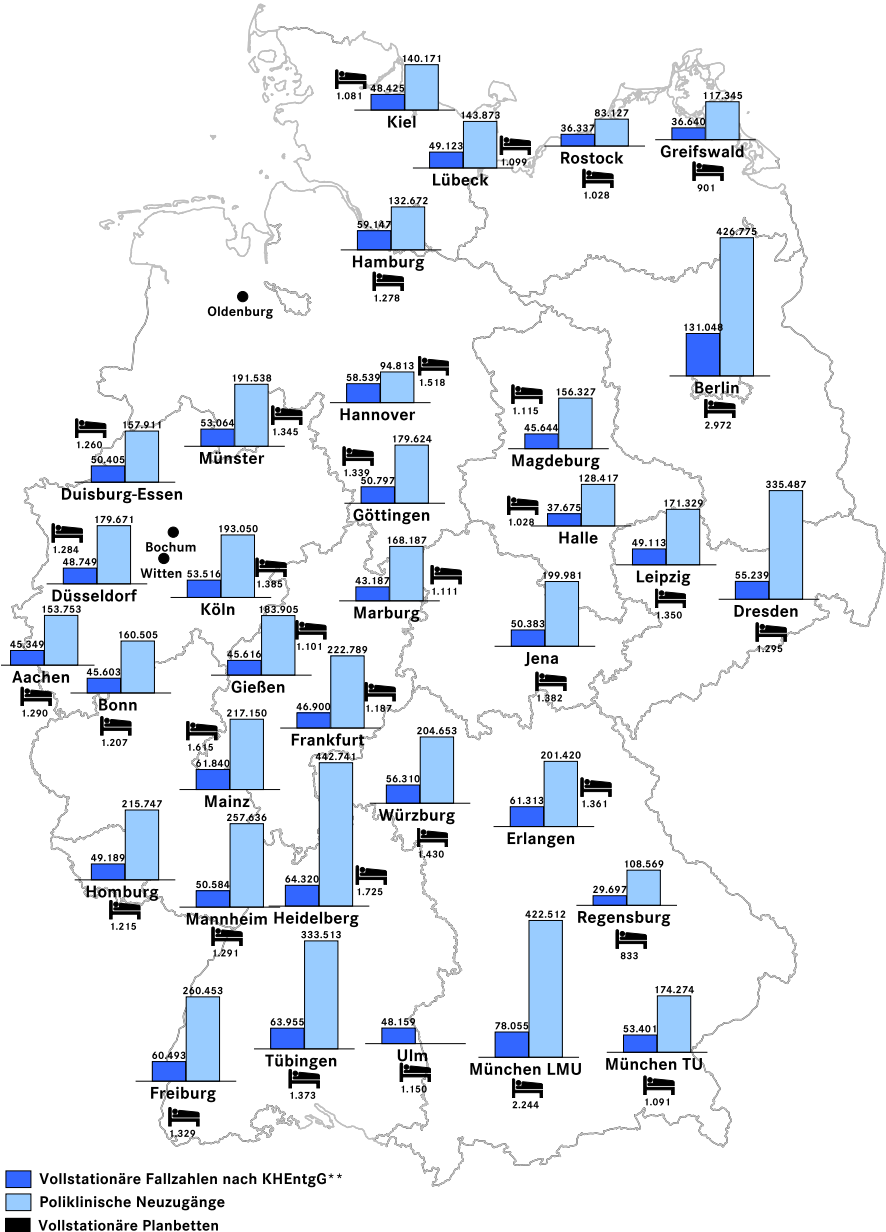 140.171
48.425
1.081
Kiel
143.873
49.123
1.099
Lübeck
83.127
36.337
Rostock
1.028
117.345
36.640
Greifswald
901
132.672
59.147
Hamburg
1.278
426.775
131.048
Berlin
2.972
Oldenburg
94.813
58.539
1.518
Hannover
191.538
53.064
1.345
Münster
157.911
1.260
50.405
Duisburg-Essen
179.624
1.339
50.797
Göttingen
156.327
1.115
45.644
Magdeburg
128.417
37.675
1.028
Halle
171.329
49.113
Leipzig
1.350
335.487
55.239
Dresden
1.295
179.671
1.284
48.749
Düsseldorf
Bochum
Witten
193.050
53.516
1.385
Köln
168.187
43.187
1.111
Marburg
199.981
50.383
Jena
1.382
153.753
45.349
Aachen
1.290
160.505
45.603
Bonn
1.207
183.905
45.616
1.101
Gießen
222.789
46.900
1.187
Frankfurt
217.150
1.615
61.840
Mainz
204.653
56.310
Würzburg
1.430
201.420
61.313
1.361
Erlangen
215.747
49.189
Homburg
1.215
257.636
50.584
Mannheim
1.291
442.741
64.320
1.725
Heidelberg
108.569
29.697
Regensburg
833
260.453
60.493
Freiburg
1.329
333.513
63.955
Tübingen
1.373
48.159
Ulm
1.150
422.512
78.055
München LMU
2.244
174.274
53.401
München TU
1.091
Vollstationäre Fallzahlen nach KHEntgG**
Poliklinische Neuzugänge
Vollstationäre Planbetten